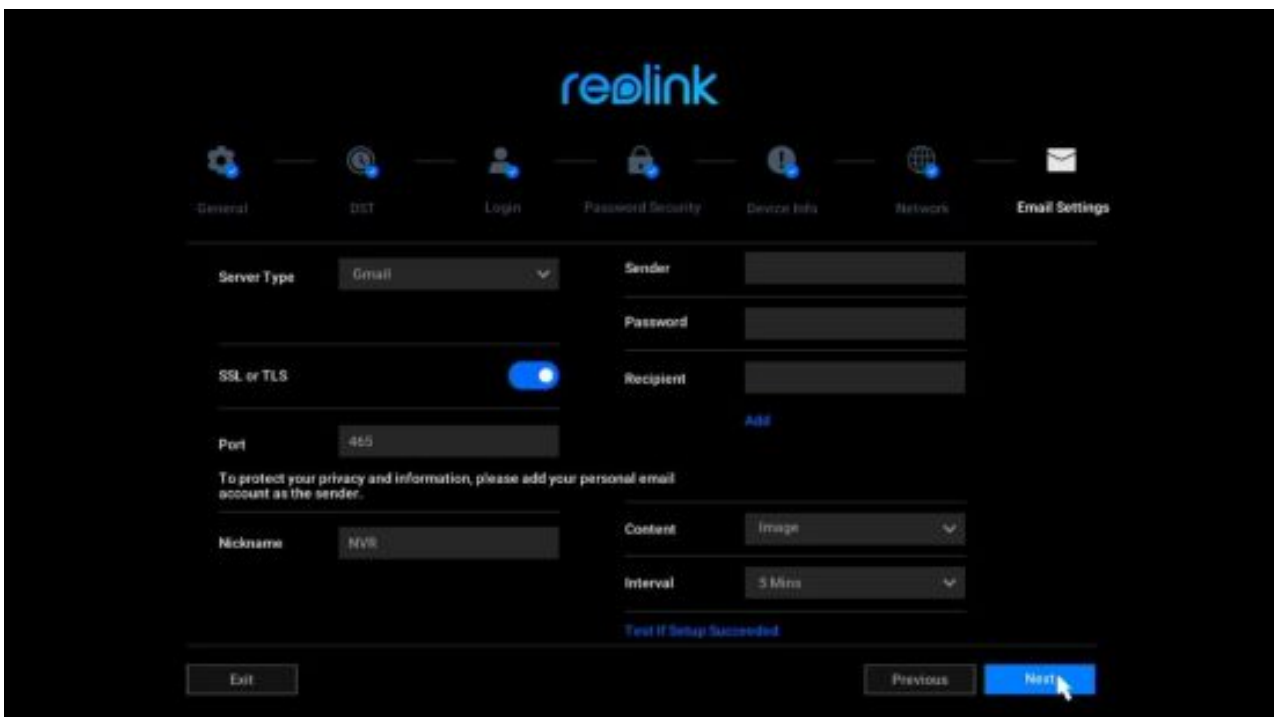 reolink
General
DST
Login
Password Security
Device Info
Network
Email Settings
Server Type
Gmail
SSL or TLS
Port
465
To protect your privacy and information, please add your personal email
account as the sender.
Nickname
NVR
Sender
Password
Recipient
Add
Content
Image
Interval
5 Mins
Test If Setup Succeeded
Exit
Previous
Next